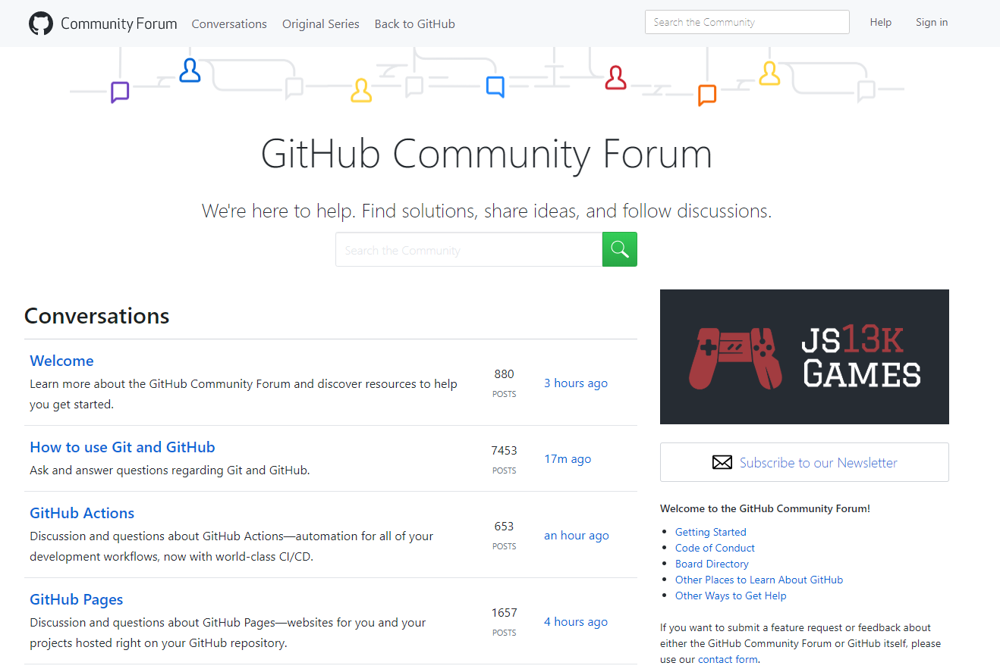 Community Forum Conversations Original Series Back to GitHub Search the Community Help Sign in
GitHub Community Forum
We're here to help. Find solutions, share ideas, and follow discussions.
Search the Community
Conversations
Welcome
Learn more about the GitHub Community Forum and discover resources to help
you get started.
880
POSTS
3 hours ago
How to use Git and GitHub
Ask and answer questions regarding Git and GitHub.
7453
POSTS
17m ago
GitHub Actions
Discussion and questions about GitHub Actions—automation for all of your
development workflows, now with world-class CI/CD.
653
POSTS
an hour ago
GitHub Pages
Discussion and questions about GitHub Pages—websites for you and your
projects hosted right on your GitHub repository.
1657
POSTS
4 hours ago
JS13K
GAMES
Subscribe to our Newsletter
Welcome to the GitHub Community Forum!
Getting Started
Code of Conduct
Board Directory
Other Places to Learn About GitHub
Other Ways to Get Help
If you want to submit a feature request or feedback about
either the GitHub Community Forum or GitHub itself, please
use our contact form.